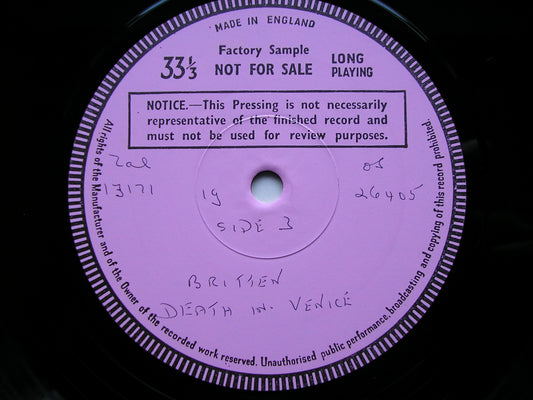 MADE IN ENGLAND
Factory Sample
33⅓ NOT FOR SALE LONG PLAYING
NOTICE.—This Pressing is not necessarily
representative of the finished record and
must not be used for review purposes.
Zal OS
13171 1G 26405
SIDE 3
BRITTEN
DEATH IN VENICE
All rights of the Manufacturer and of the Owner of the recorded work reserved. Unauthorised public performance, broadcasting and copying of this record prohibited.